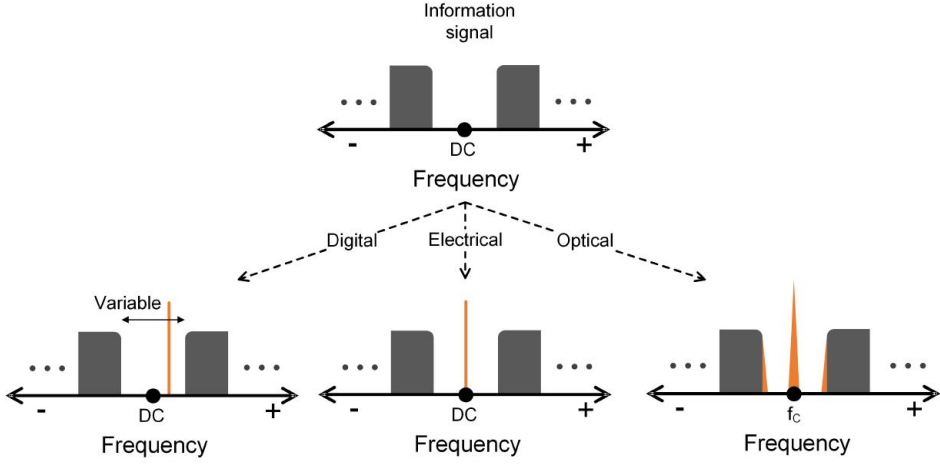 Information
signal
- +
DC
Frequency
Digital Electrical Optical
Variable
- + - + - +
DC DC fC
Frequency Frequency Frequency